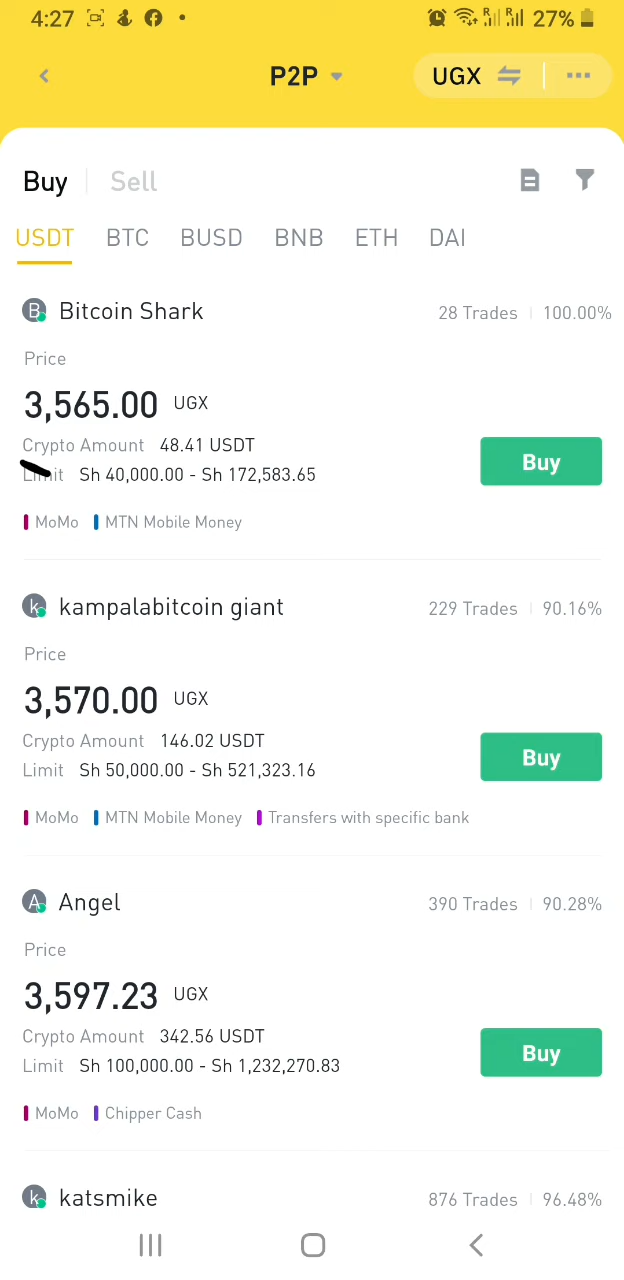 4:27 27%
P2P UGX
Buy Sell
USDT BTC BUSD BNB ETH DAI
B Bitcoin Shark 28 Trades 100.00%
Price
3,565.00 UGX
Crypto Amount 48.41 USDT
Buy
Limit Sh 40,000.00 - Sh 172,583.65
MoMo MTN Mobile Money
k kampalabitcoin giant 229 Trades 90.16%
Price
3,570.00 UGX
Crypto Amount 146.02 USDT
Buy
Limit Sh 50,000.00 - Sh 521,323.16
MoMo MTN Mobile Money Transfers with specific bank
A Angel 390 Trades 90.28%
Price
3,597.23 UGX
Crypto Amount 342.56 USDT
Buy
Limit Sh 100,000.00 - Sh 1,232,270.83
MoMo Chipper Cash
k katsmike 876 Trades 96.48%